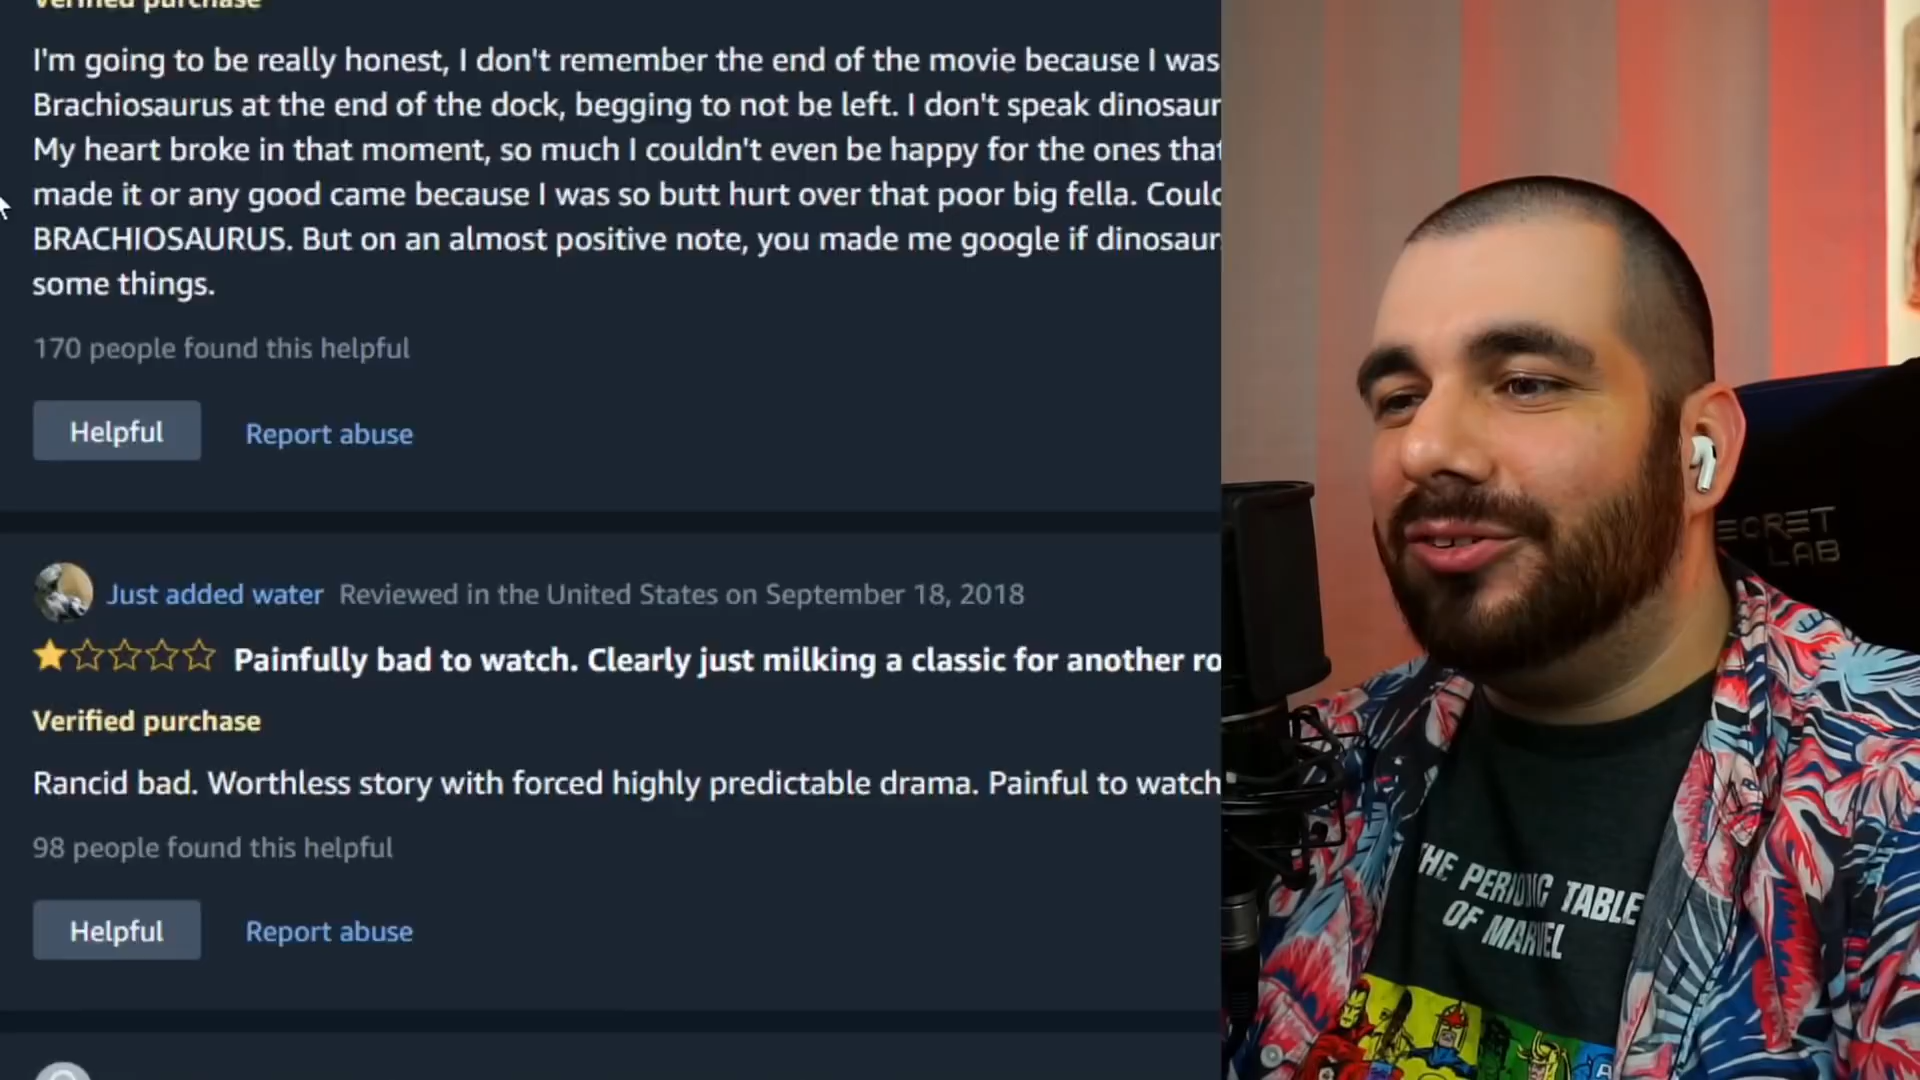 Verified purchase
I'm going to be really honest, I don't remember the end of the movie because I was
Brachiosaurus at the end of the dock, begging to not be left. I don't speak dinosaur
My heart broke in that moment, so much I couldn't even be happy for the ones that
made it or any good came because I was so butt hurt over that poor big fella.
BRACHIOSAURUS. But on an almost positive note, you made me google if dinosaur
some things.
170 people found this helpful
Helpful Report abuse
Just added water Reviewed in the United States on September 18, 2018
Painfully bad to watch. Clearly just milking a classic for another ro
Verified purchase
Rancid bad. Worthless story with forced highly predictable drama. Painful to watch
98 people found this helpful
Helpful Report abuse
ECRET
LAB
THE PERIODIC TABLE
OF MARVEL